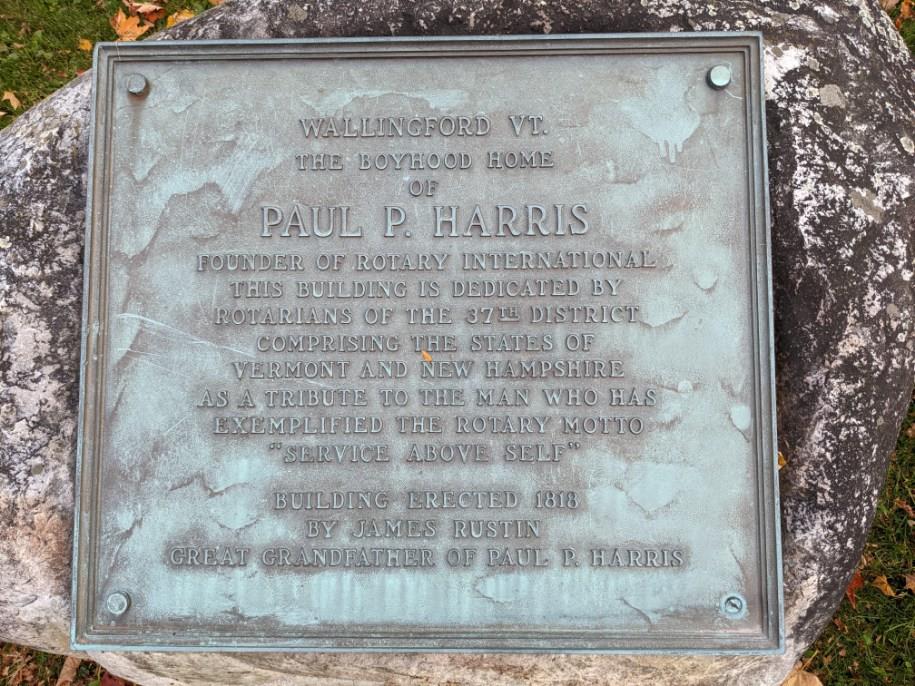 WALLINGFORD VT.
THE BOYHOOD HOME
OF
PAUL P. HARRIS
FOUNDER OF ROTARY INTERNATIONAL
THIS BUILDING IS DEDICATED BY
ROTARIANS OF THE 37TH DISTRICT
COMPRISING THE STATES OF
VERMONT AND NEW HAMPSHIRE
AS A TRIBUTE TO THE MAN WHO HAS
EXEMPLIFIED THE ROTARY MOTTO
"SERVICE ABOVE SELF"
BUILDING ERECTED 1818
BY JAMES RUSTIN
GREAT GRANDFATHER OF PAUL P. HARRIS